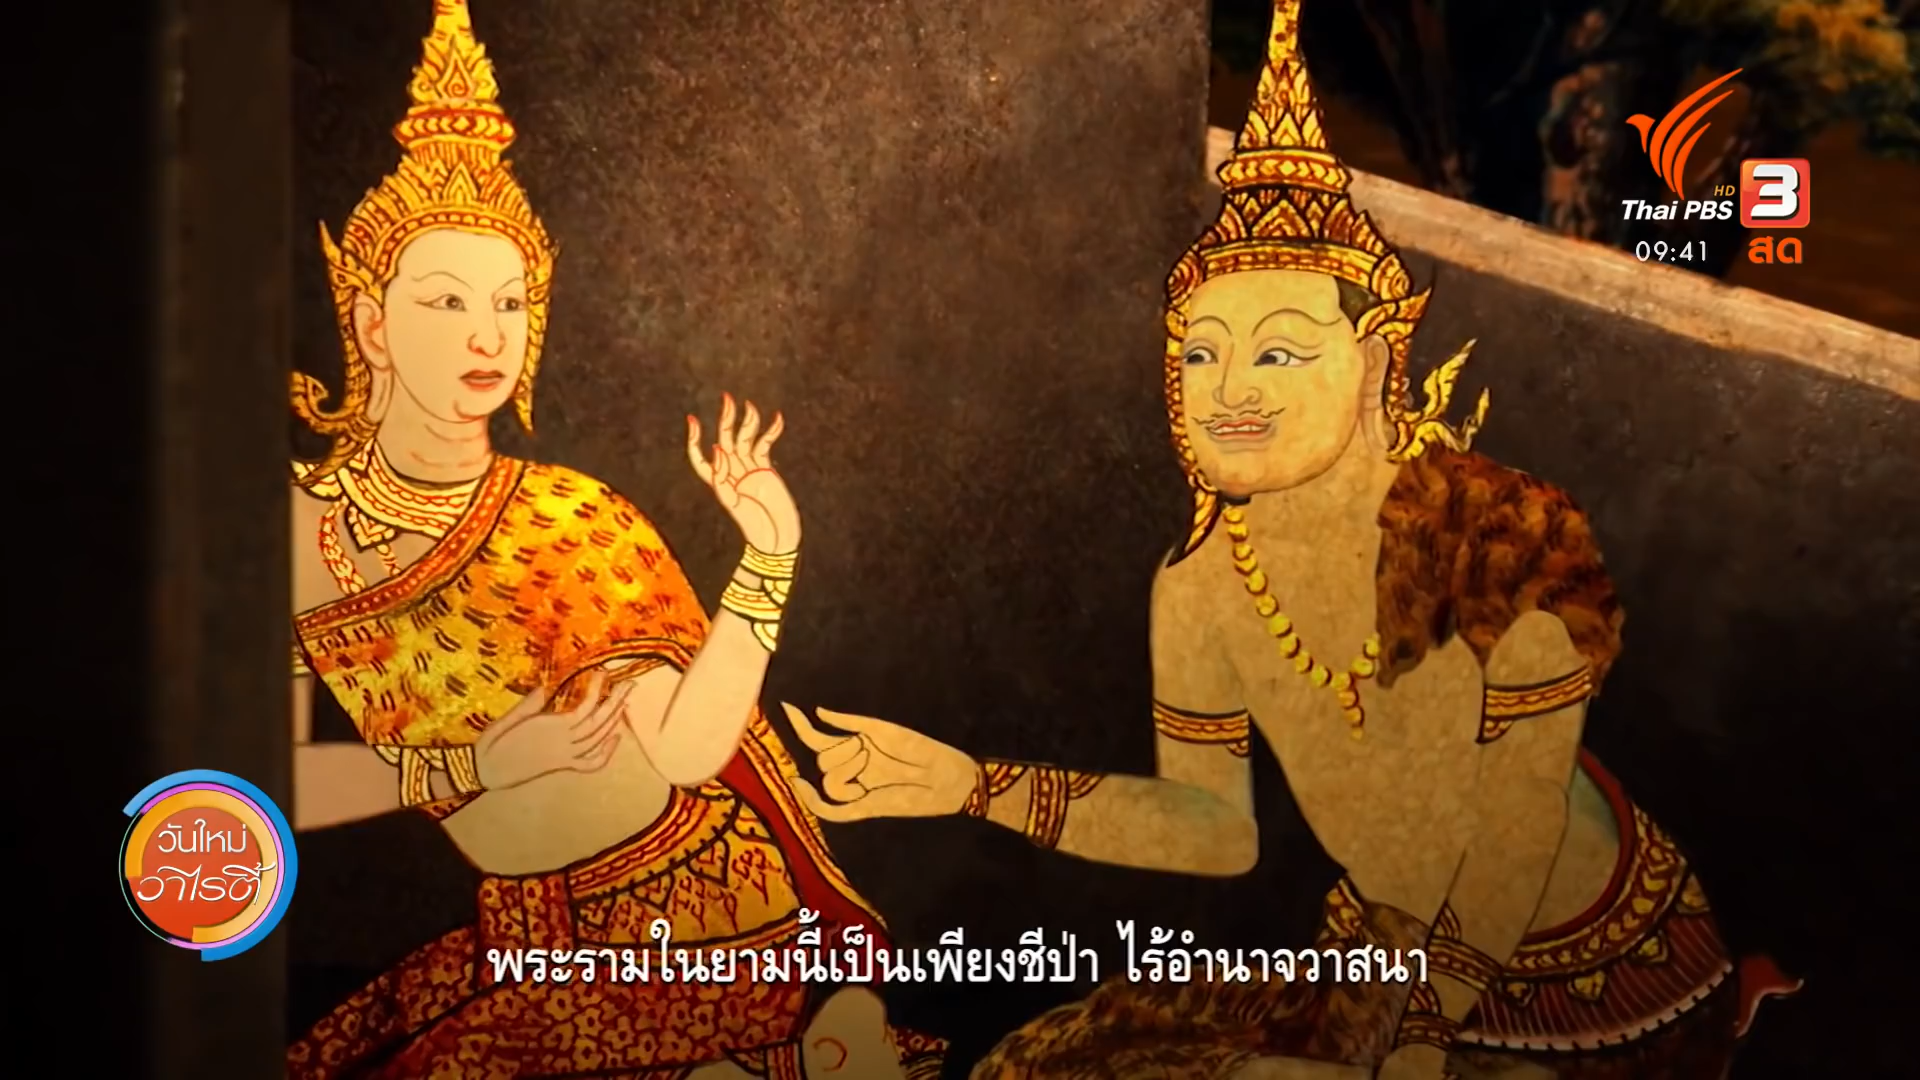 Thai PBS
HD
3
09:41
สด
วันใหม่
วาไรตี้
พระรามในยามนี้เป็นเพียงชีป่า ไร้อำนาจวาสนา